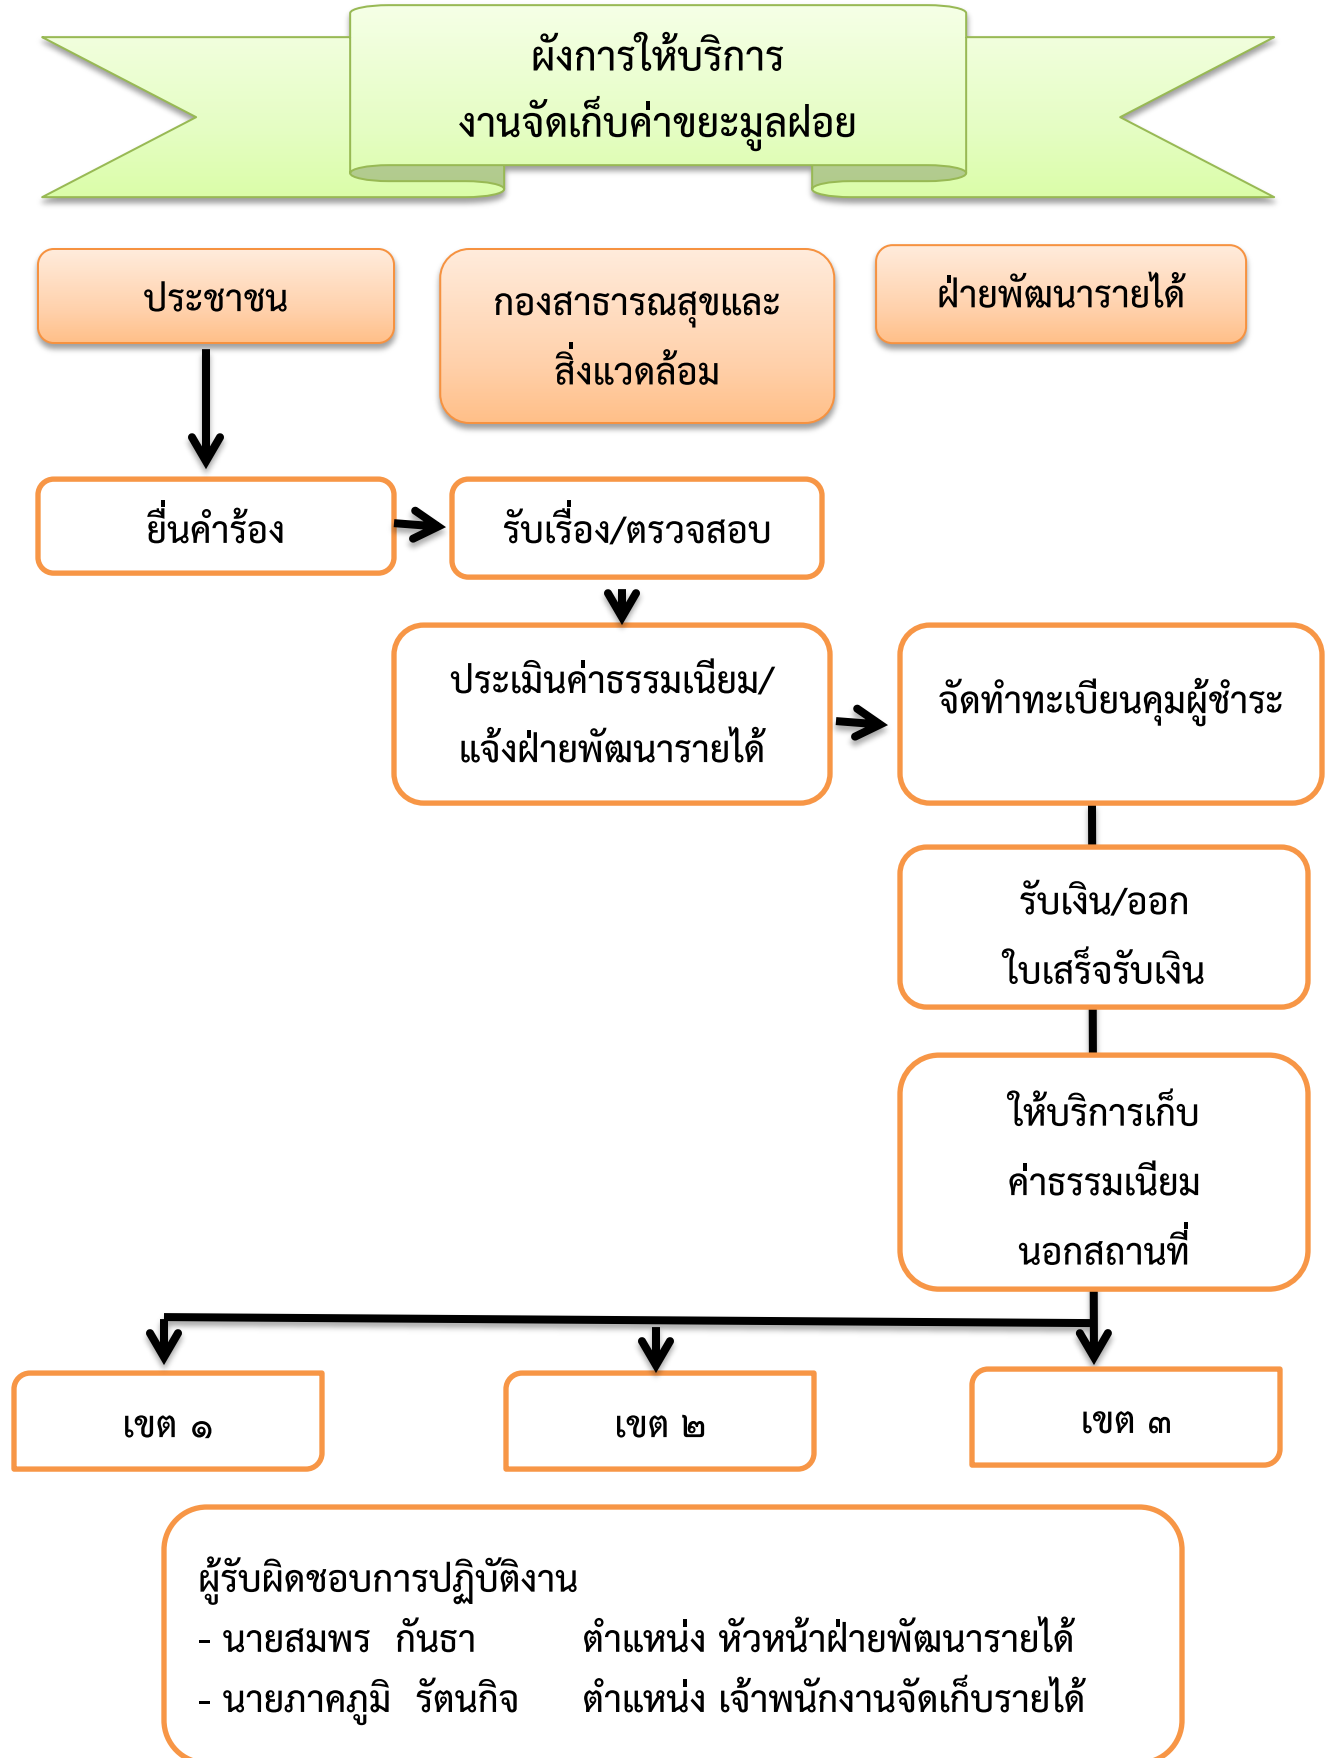 ผังการให้บริการ
งานจัดเก็บค่าขยะมูลฝอย
ประชาชน
กองสาธารณสุขและ
สิ่งแวดล้อม
ฝ่ายพัฒนารายได้
ยื่นคำร้อง
รับเรื่อง/ตรวจสอบ
ประเมินค่าธรรมเนียม/
แจ้งฝ่ายพัฒนารายได้
จัดทำทะเบียนคุมผู้ชำระ
รับเงิน/ออก
ใบเสร็จรับเงิน
ให้บริการเก็บ
ค่าธรรมเนียม
นอกสถานที่
เขต ๑
เขต ๒
เขต ๓
ผู้รับผิดชอบการปฏิบัติงาน
- นายสมพร กันธา ตำแหน่ง หัวหน้าฝ่ายพัฒนารายได้
- นายภาคภูมิ รัตนกิจ ตำแหน่ง เจ้าพนักงานจัดเก็บรายได้